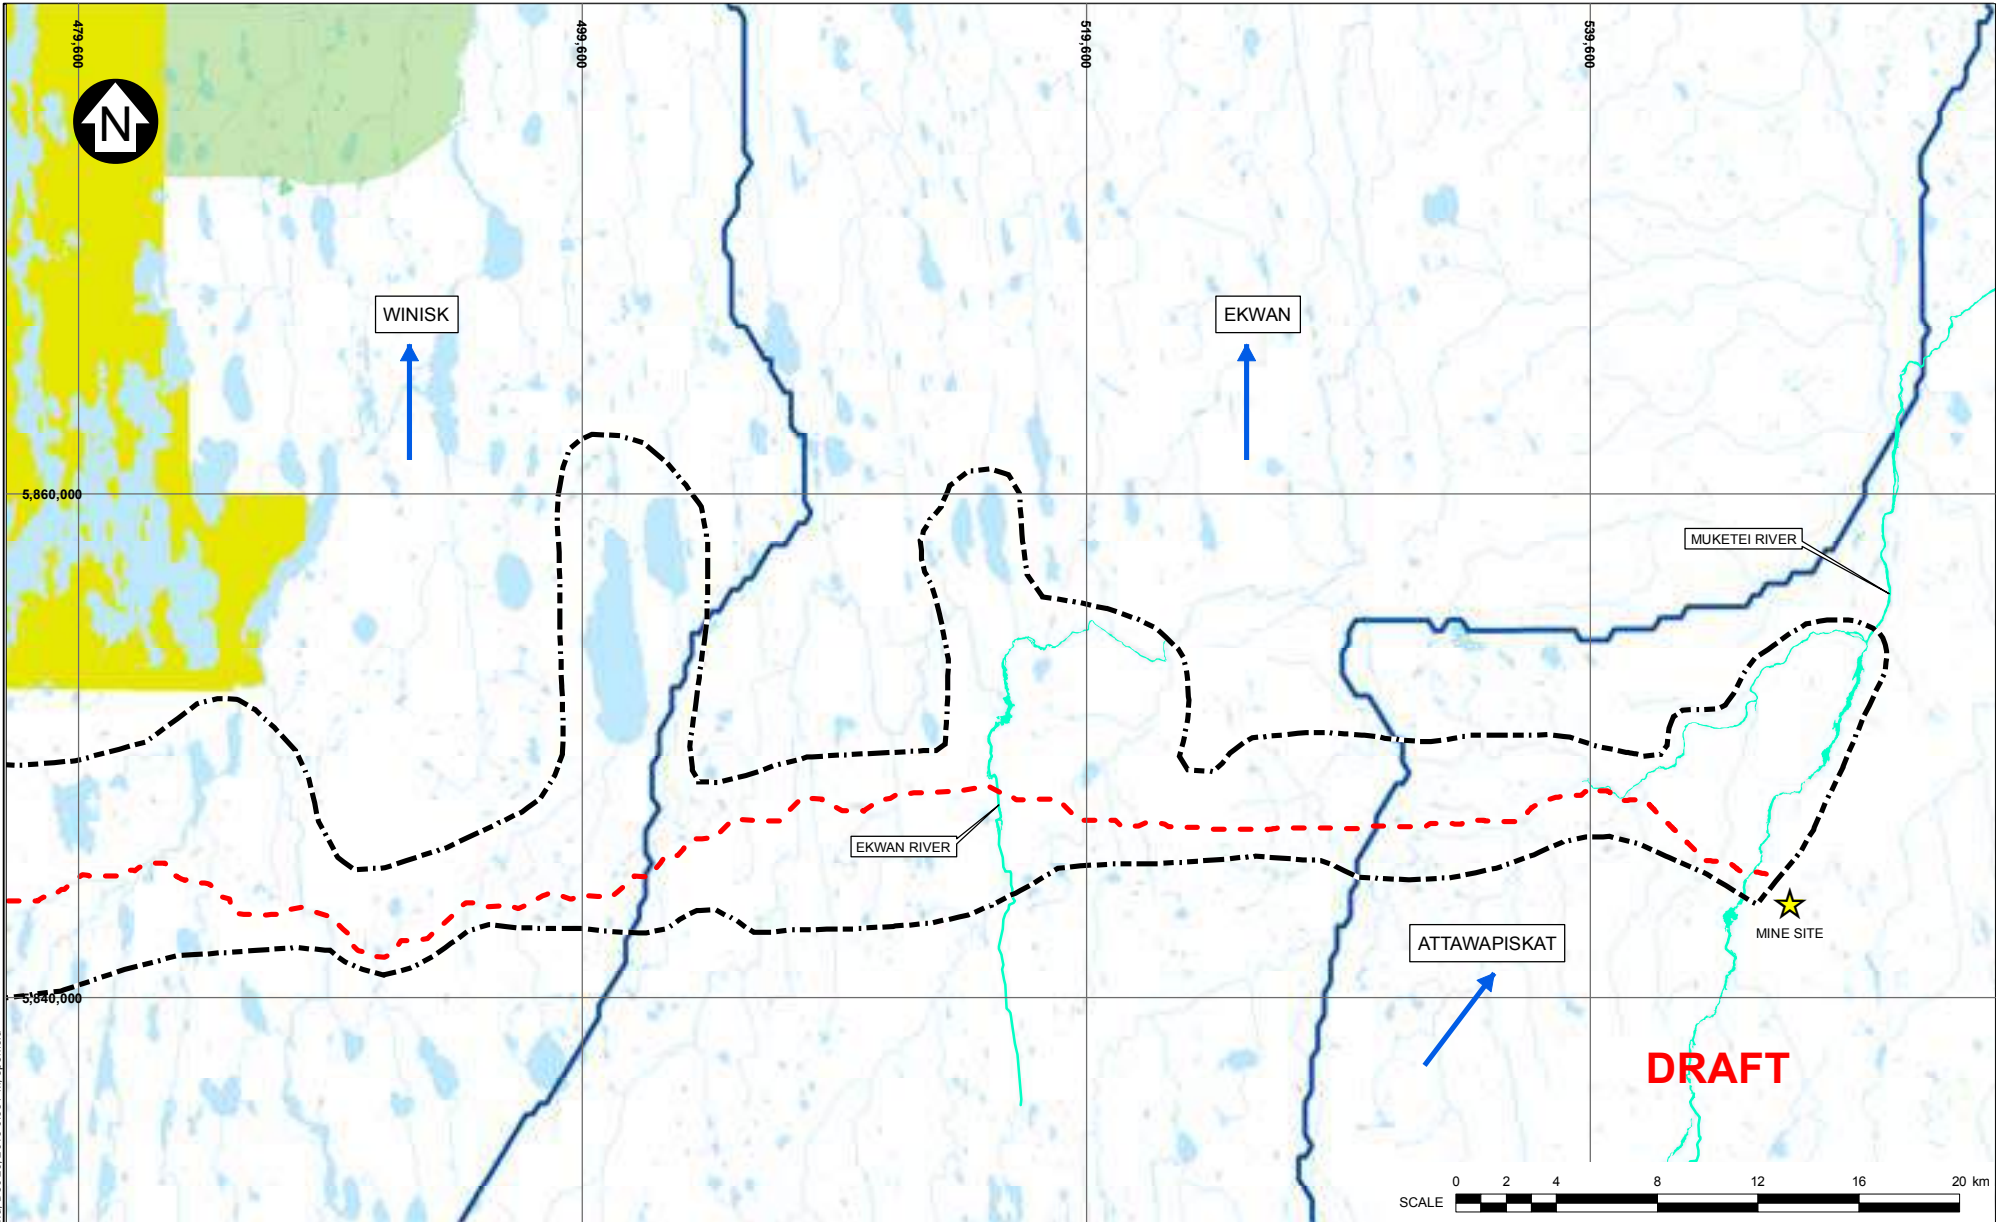 479,600
499,600
519,600
539,600
N
WINISK
EKWAN
5,860,000
MUKETEI RIVER
EKWAN RIVER
MINE SITE
ATTAWAPISKAT
5,840,000
DRAFT
0 2 4 8 12 16 20 km
SCALE